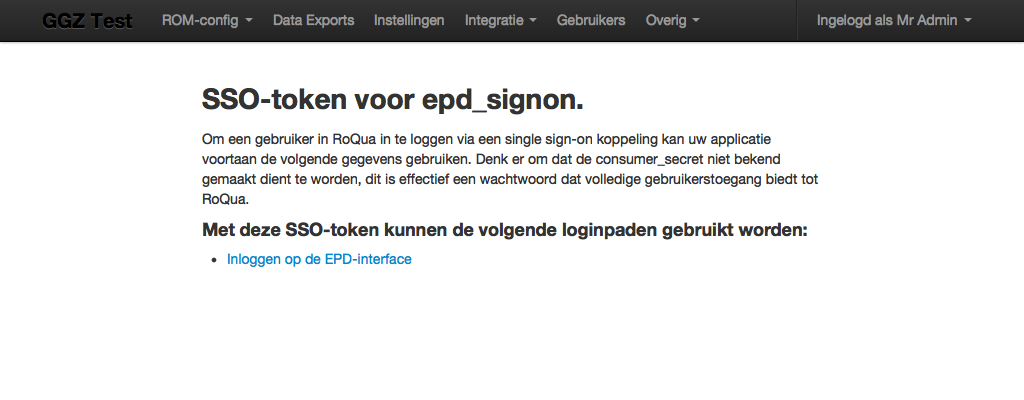 GGZ Test ROM-config Data Exports Instellingen Integratie Gebruikers Overig Ingelogd als Mr Admin
SSO-token voor epd_signon.
Om een gebruiker in RoQua in te loggen via een single sign-on koppeling kan uw applicatie
voortaan de volgende gegevens gebruiken. Denk er om dat de consumer_secret niet bekend
gemaakt dient te worden, dit is effectief een wachtwoord dat volledige gebruikerstoegang biedt tot
RoQua.
Met deze SSO-token kunnen de volgende loginpaden gebruikt worden:
• Inloggen op de EPD-interface